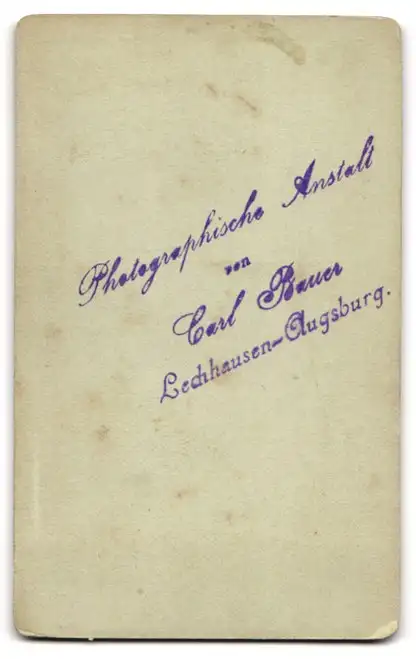 Photographische Anstalt
von
Carl Bauer
Lechhausen-Augsburg.